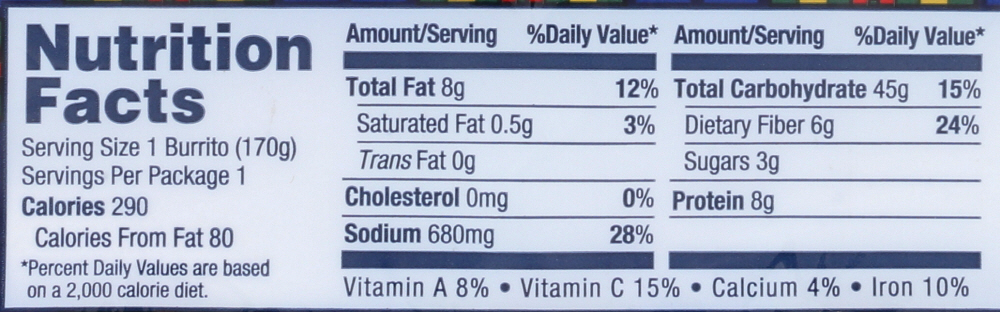 Nutrition
Facts
Serving Size 1 Burrito (170g)
Servings Per Package 1
Calories 290
Calories From Fat 80
*Percent Daily Values are based
on a 2,000 calorie diet.
Amount/Serving %Daily Value*
Total Fat 8g 12%
Saturated Fat 0.5g 3%
Trans Fat 0g
Cholesterol 0mg 0%
Sodium 680mg 28%
Amount/Serving %Daily Value*
Total Carbohydrate 45g 15%
Dietary Fiber 6g 24%
Sugars 3g
Protein 8g
Vitamin A 8% • Vitamin C 15% • Calcium 4% • Iron 10%